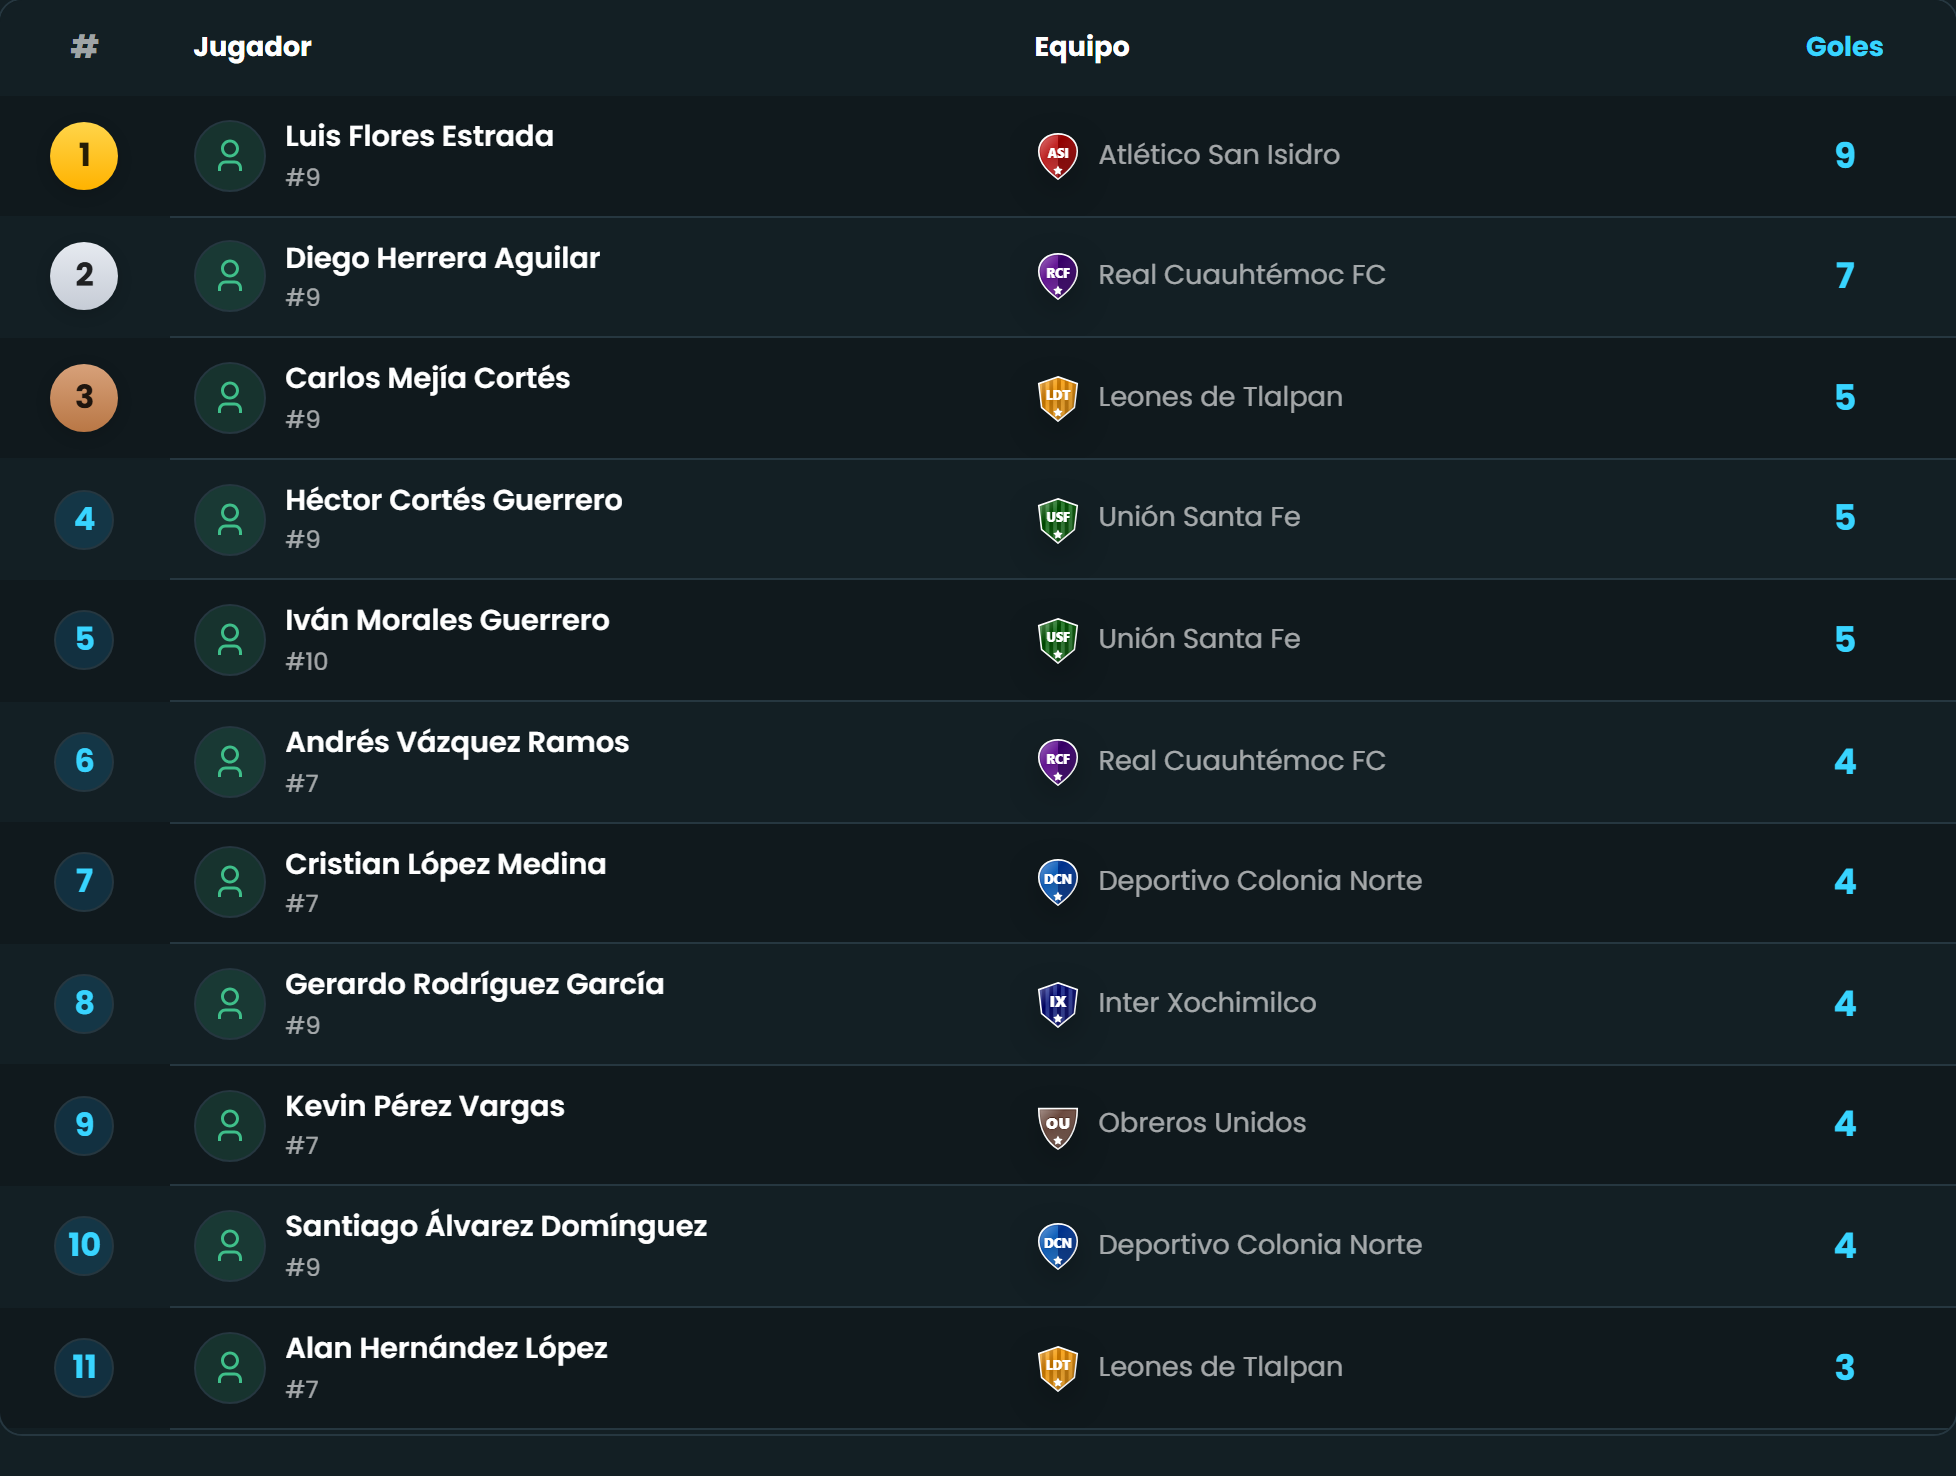 # Jugador Equipo Goles
1 Luis Flores Estrada #9 ASI Atlético San Isidro 9
2 Diego Herrera Aguilar #9 RCF Real Cuauhtémoc FC 7
3 Carlos Mejía Cortés #9 LDT Leones de Tlalpan 5
4 Héctor Cortés Guerrero #9 USF Unión Santa Fe 5
5 Iván Morales Guerrero #10 USF Unión Santa Fe 5
6 Andrés Vázquez Ramos #7 RCF Real Cuauhtémoc FC 4
7 Cristian López Medina #7 DCN Deportivo Colonia Norte 4
8 Gerardo Rodríguez García #9 IX Inter Xochimilco 4
9 Kevin Pérez Vargas #7 OU Obreros Unidos 4
10 Santiago Álvarez Domínguez #9 DCN Deportivo Colonia Norte 4
11 Alan Hernández López #7 LDT Leones de Tlalpan 3